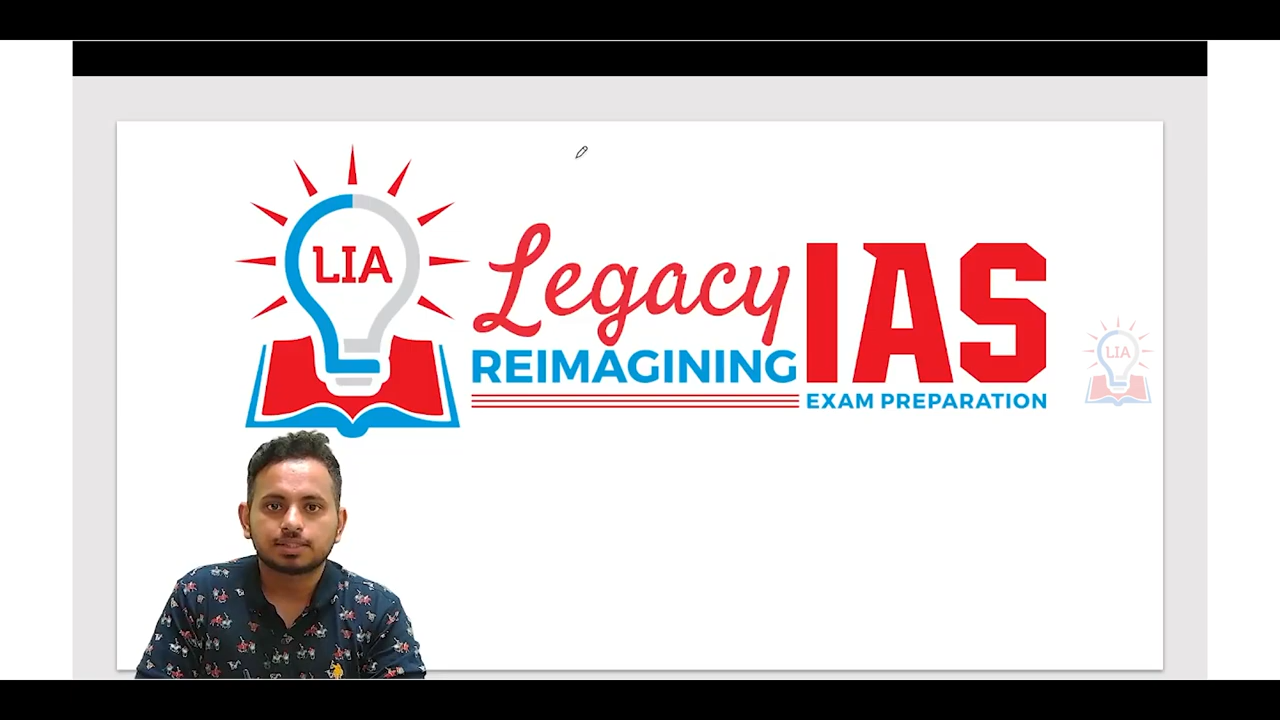 LIA
Legacy IAS
REIMAGINING
EXAM PREPARATION
LIA